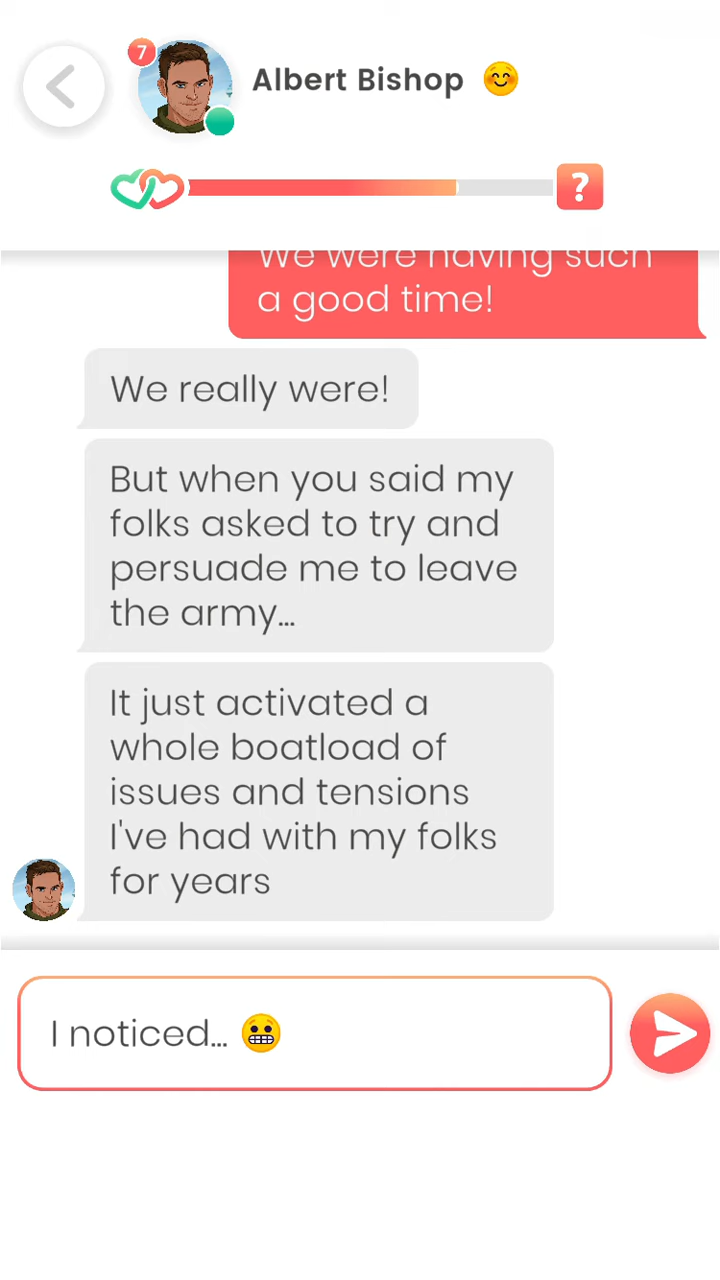 7
Albert Bishop 😊
?
We were having such
a good time!
We really were!
But when you said my
folks asked to try and
persuade me to leave
the army...
It just activated a
whole boatload of
issues and tensions
I've had with my folks
for years
I noticed... 😬